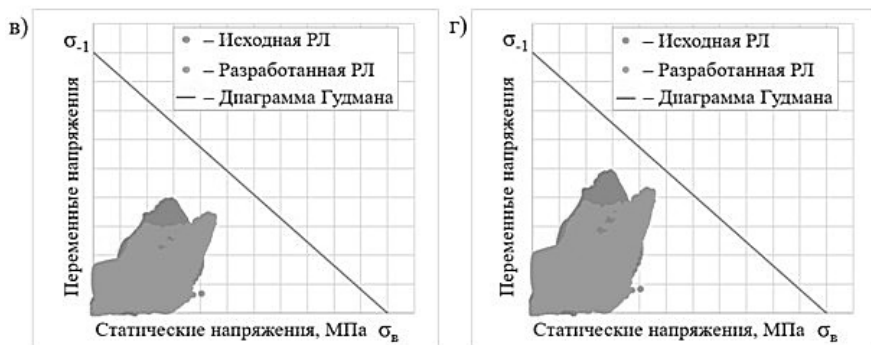 в)
σ-1
Переменные напряжения
– Исходная РЛ
– Разработанная РЛ
– Диаграмма Гудмана
Статические напряжения, МПа σв
г)
σ-1
Переменные напряжения
– Исходная РЛ
– Разработанная РЛ
– Диаграмма Гудмана
Статические напряжения, МПа σв